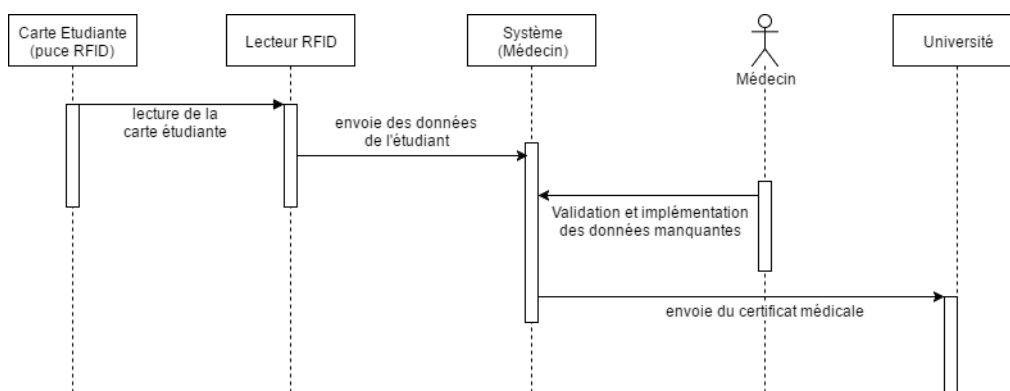 Carte Etudiante
(puce RFID)
Lecteur RFID
Système
(Médecin)
Médecin
Université
lecture de la
carte étudiante
envoie des données
de l'étudiant
Validation et implémentation
des données manquantes
envoie du certificat médicale